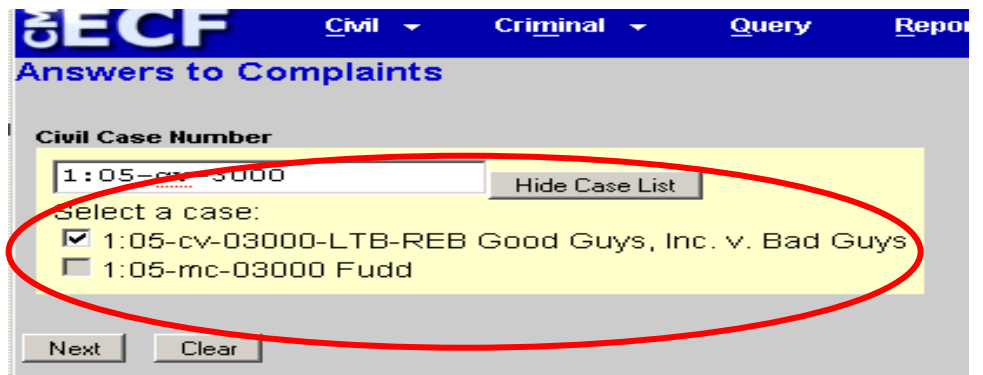 CM ECF Civil Criminal Query Repor
Answers to Complaints
Civil Case Number
1:05-cv-3000 Hide Case List
Select a case:
1:05-cv-03000-LTB-REB Good Guys, Inc. v. Bad Guys
1:05-mc-03000 Fudd
Next Clear